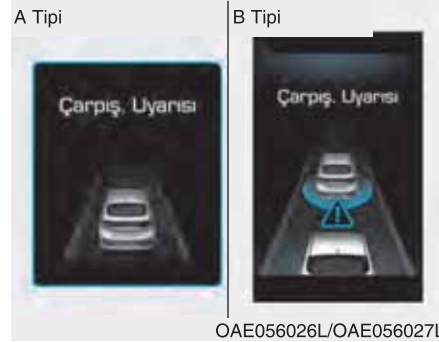 A Tipi
B Tipi
Çarpış. Uyarısı
Çarpış. Uyarısı
OAE056026L/OAE056027L